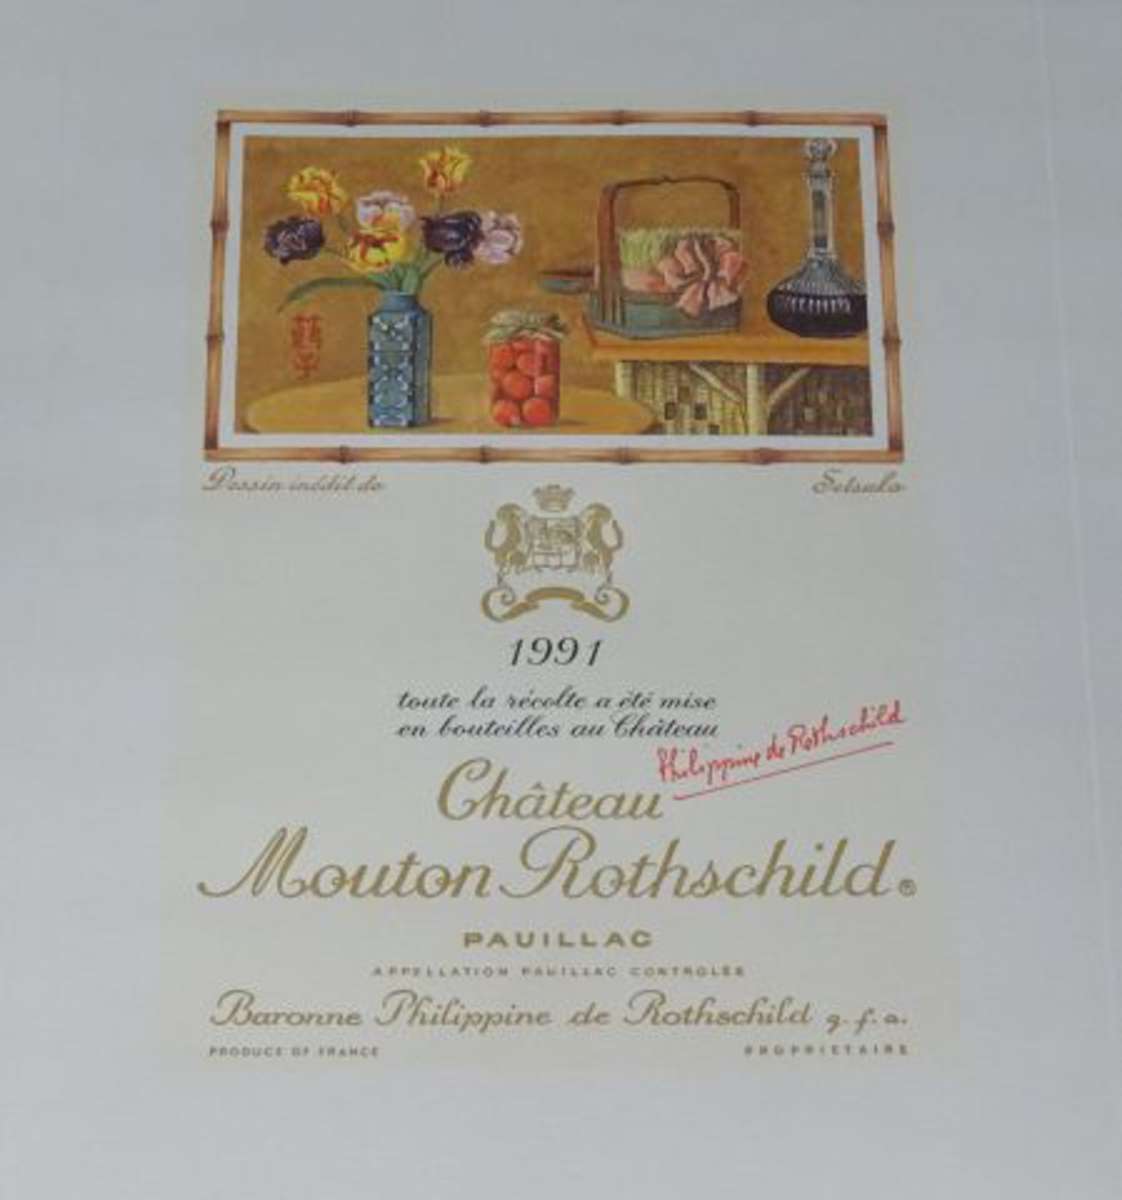 Dessin inédit de Setsuko
1991
toute la récolte a été mise
en bouteilles au Château
Philippine de Rothschild
Château
Mouton Rothschild®
PAUILLAC
APPELLATION PAUILLAC CONTROLÉE
Baronne Philippine de Rothschild g.f.a.
PRODUCE OF FRANCE PROPRIETAIRE